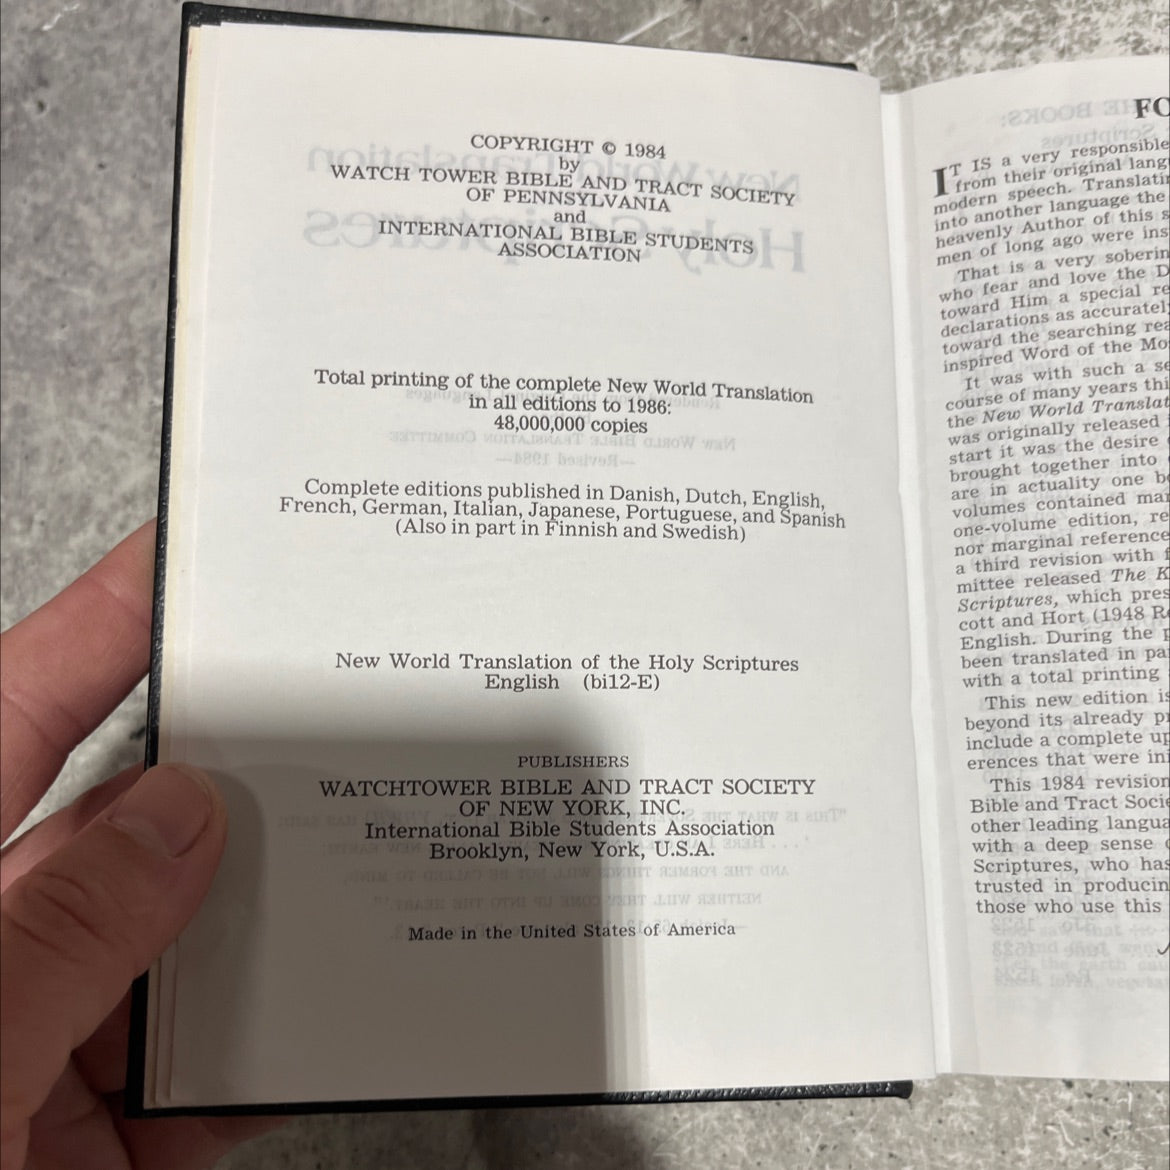 COPYRIGHT © 1984
by
WATCH TOWER BIBLE AND TRACT SOCIETY
OF PENNSYLVANIA
and
INTERNATIONAL BIBLE STUDENTS
ASSOCIATION
Total printing of the complete New World Translation
in all editions to 1986:
48,000,000 copies
Complete editions published in Danish, Dutch, English,
French, German, Italian, Japanese, Portuguese, and Spanish
(Also in part in Finnish and Swedish)
New World Translation of the Holy Scriptures
English (bi12-E)
PUBLISHERS
WATCHTOWER BIBLE AND TRACT SOCIETY
OF NEW YORK, INC.
International Bible Students Association
Brooklyn, New York, U.S.A.
Made in the United States of America
FO
IT IS a very responsible
from their original lang
modern speech. Translatin
into another language the
heavenly Author of this s
men of long ago were ins
That is a very soberin
who fear and love the D
toward Him a special re
declarations as accurately
toward the searching rea
inspired Word of the Mo
It was with such a se
course of many years thi
the New World Translat
was originally released
start it was the desire
brought together into
are in actuality one b
volumes contained mar
one-volume edition, re
nor marginal reference
a third revision with f
mittee released The K
Scriptures, which pres
cott and Hort (1948 R
English. During the p
been translated in pa
with a total printing
This new edition is
beyond its already p
include a complete up
erences that were ini
This 1984 revision
Bible and Tract Socie
other leading langua
with a deep sense
Scriptures, who has
trusted in producin
those who use this